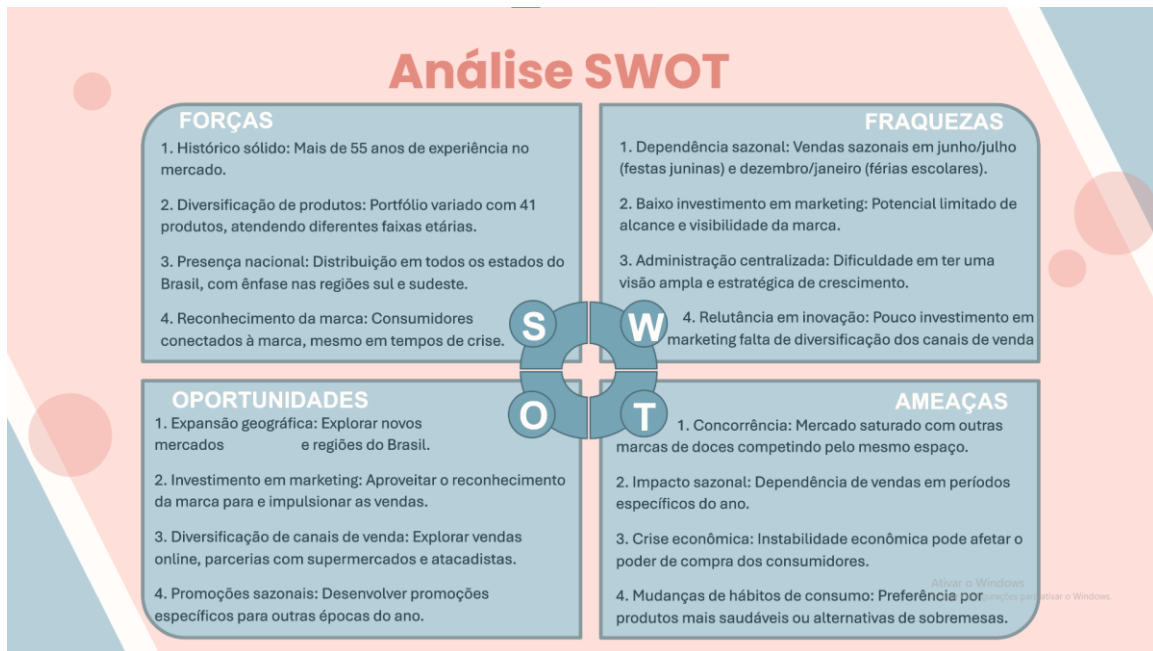 Análise SWOT
FORÇAS
1. Histórico sólido: Mais de 55 anos de experiência no
mercado.
2. Diversificação de produtos: Portfólio variado com 41
produtos, atendendo diferentes faixas etárias.
3. Presença nacional: Distribuição em todos os estados do
Brasil, com ênfase nas regiões sul e sudeste.
4. Reconhecimento da marca: Consumidores
conectados à marca, mesmo em tempos de crise.
FRAQUEZAS
1. Dependência sazonal: Vendas sazonais em junho/julho
(festas juninas) e dezembro/janeiro (férias escolares).
2. Baixo investimento em marketing: Potencial limitado de
alcance e visibilidade da marca.
3. Administração centralizada: Dificuldade em ter uma
visão ampla e estratégica de crescimento.
4. Relutância em inovação: Pouco investimento em
marketing falta de diversificação dos canais de venda
S
W
O
T
OPORTUNIDADES
1. Expansão geográfica: Explorar novos
mercados e regiões do Brasil.
2. Investimento em marketing: Aproveitar o reconhecimento
da marca para e impulsionar as vendas.
3. Diversificação de canais de venda: Explorar vendas
online, parcerias com supermercados e atacadistas.
4. Promoções sazonais: Desenvolver promoções
específicos para outras épocas do ano.
AMEAÇAS
1. Concorrência: Mercado saturado com outras
marcas de doces competindo pelo mesmo espaço.
2. Impacto sazonal: Dependência de vendas em períodos
específicos do ano.
3. Crise econômica: Instabilidade econômica pode afetar o
poder de compra dos consumidores.
4. Mudanças de hábitos de consumo: Preferência por
produtos mais saudáveis ou alternativas de sobremesas.
Ativar o Windows
ativar o Windows.